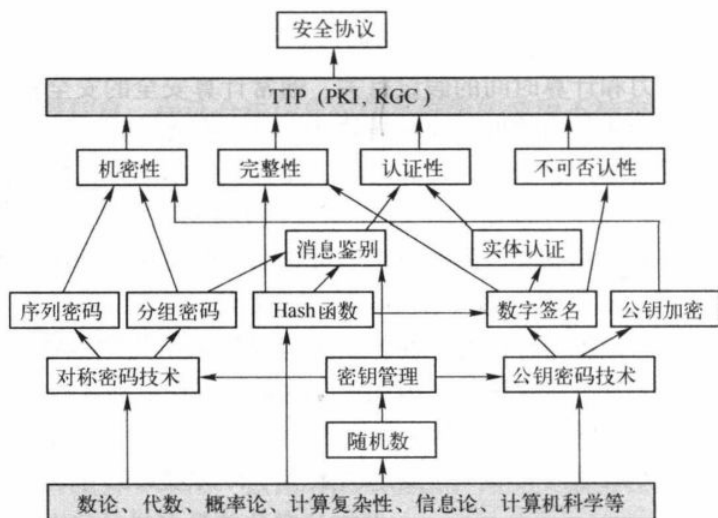 安全协议
TTP (PKI, KGC)
机密性
完整性
认证性
不可否认性
消息鉴别
实体认证
序列密码
分组密码
Hash函数
数字签名
公钥加密
对称密码技术
密钥管理
公钥密码技术
随机数
数论、代数、概率论、计算复杂性、信息论、计算机科学等